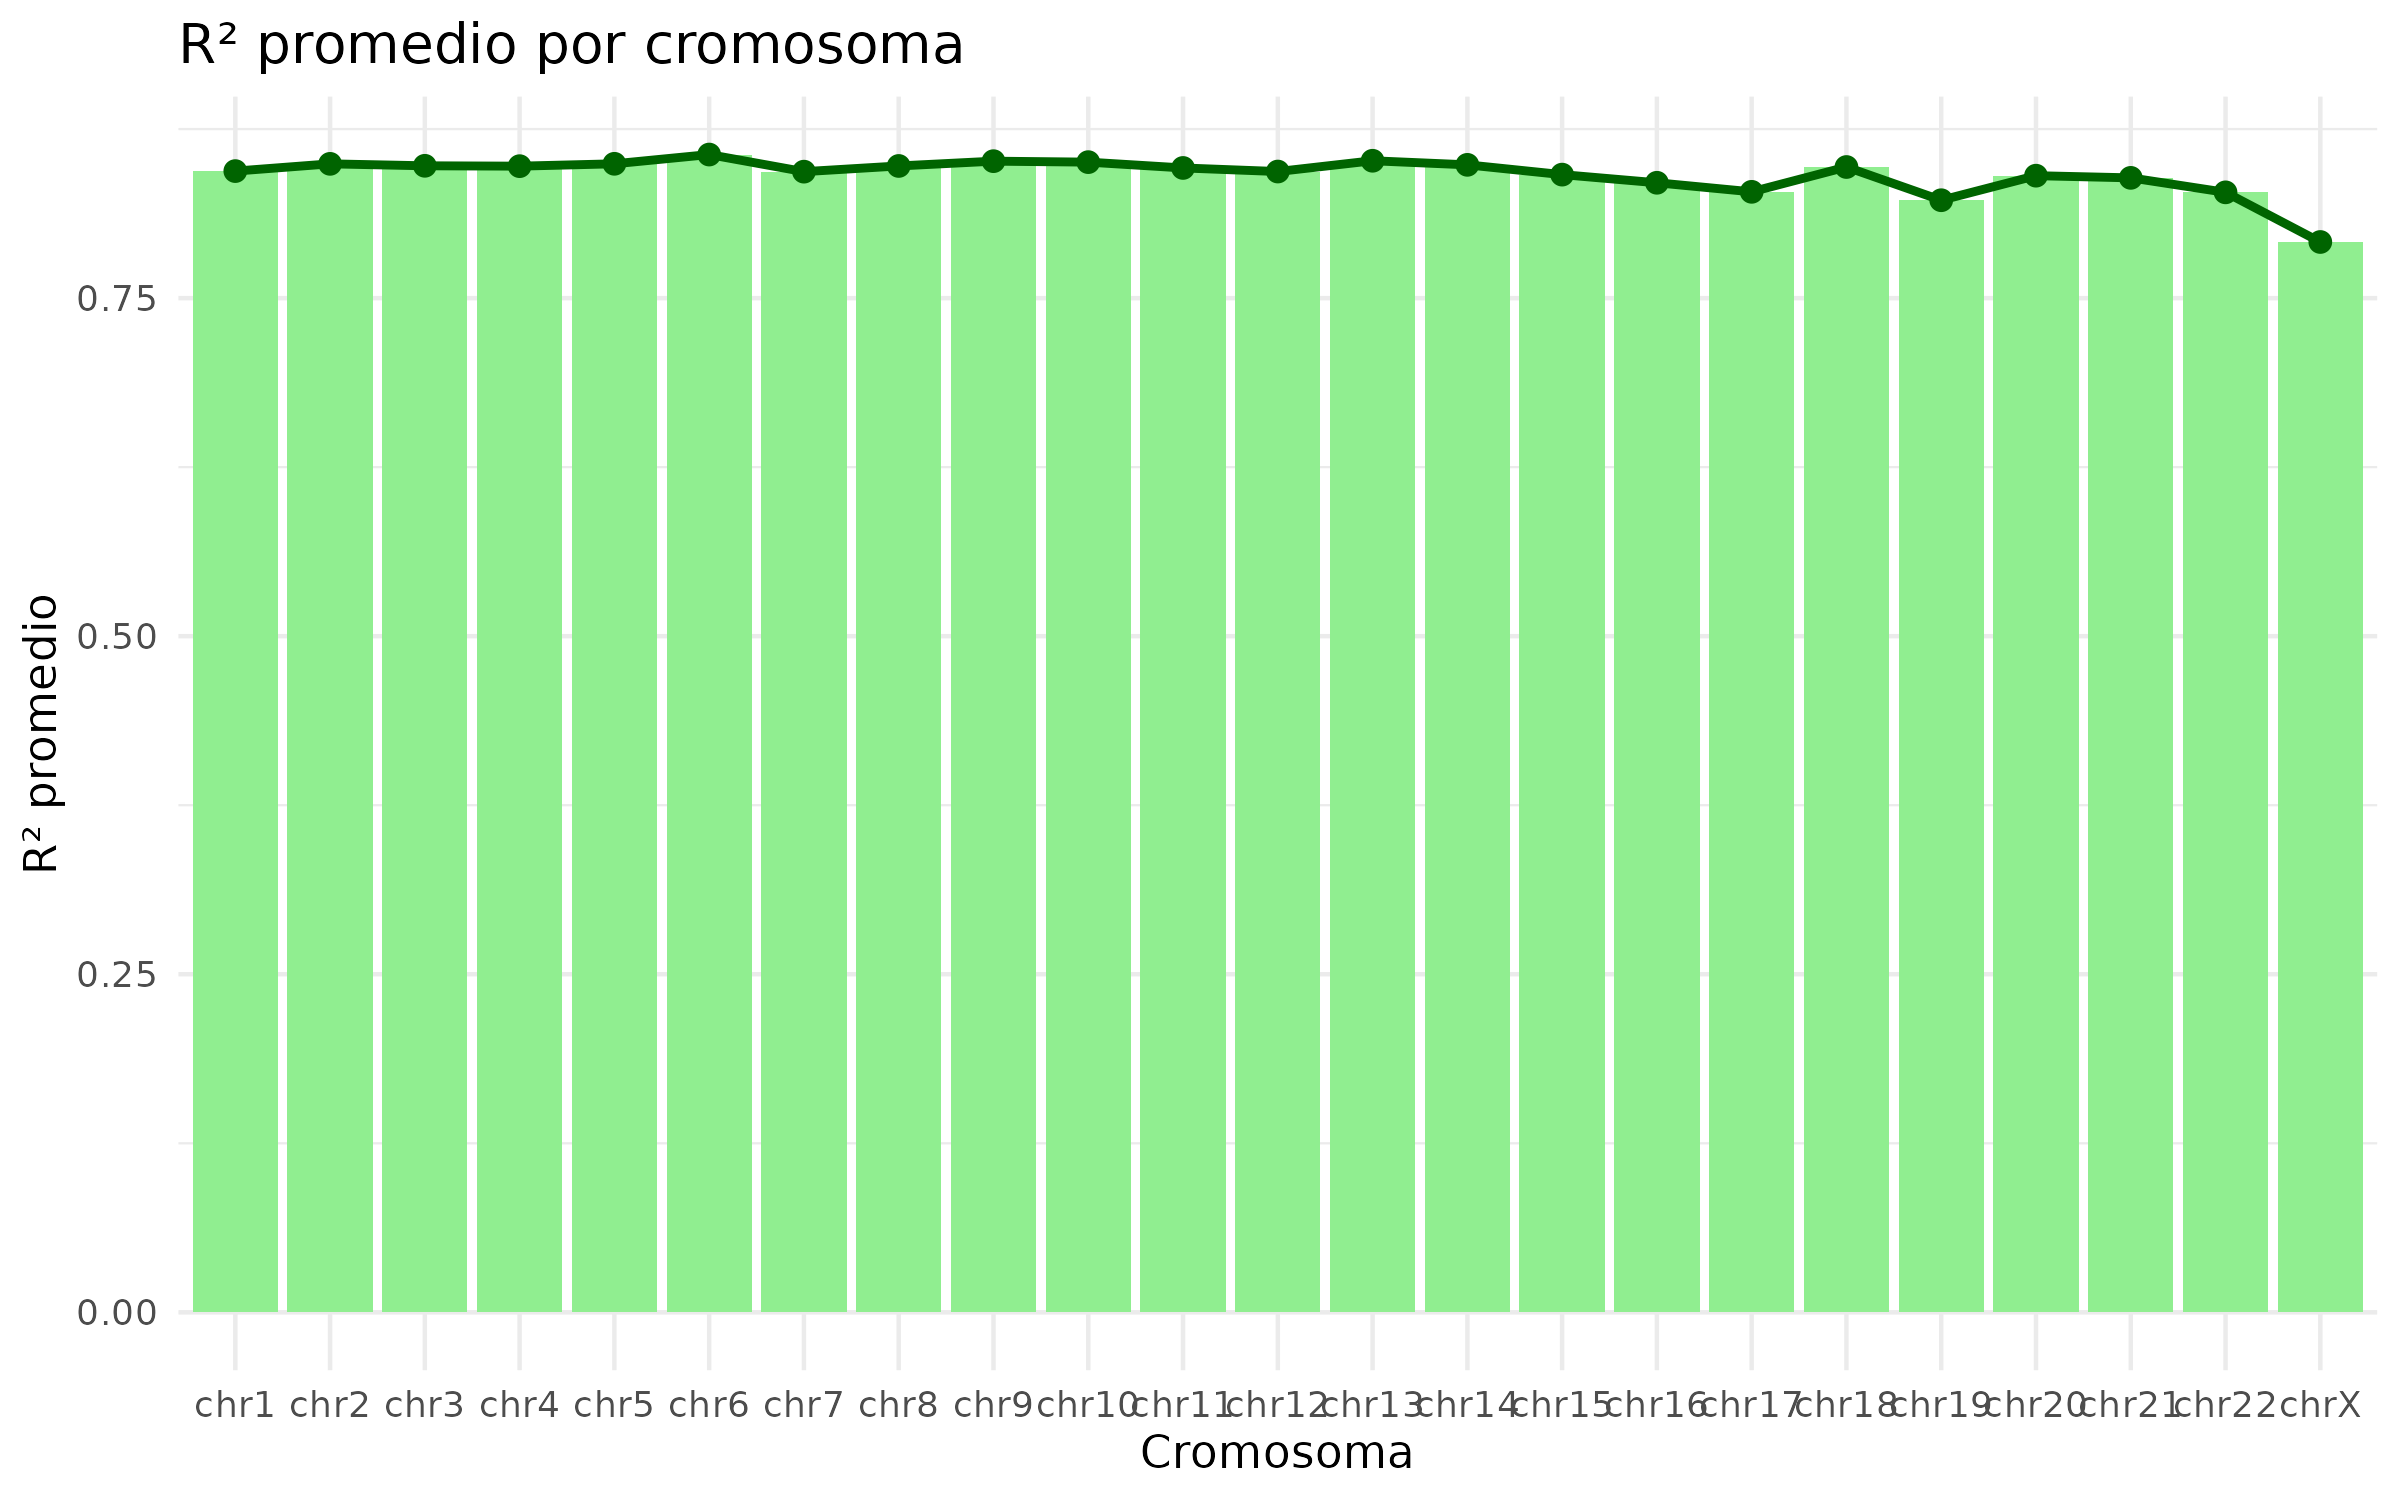 R² promedio por cromosoma
R² promedio
0.75
0.50
0.25
0.00
chr1 chr2 chr3 chr4 chr5 chr6 chr7 chr8 chr9 chr10 chr11 chr12 chr13 chr14 chr15 chr16 chr17 chr18 chr19 chr20 chr21 chr22 chrX
Cromosoma